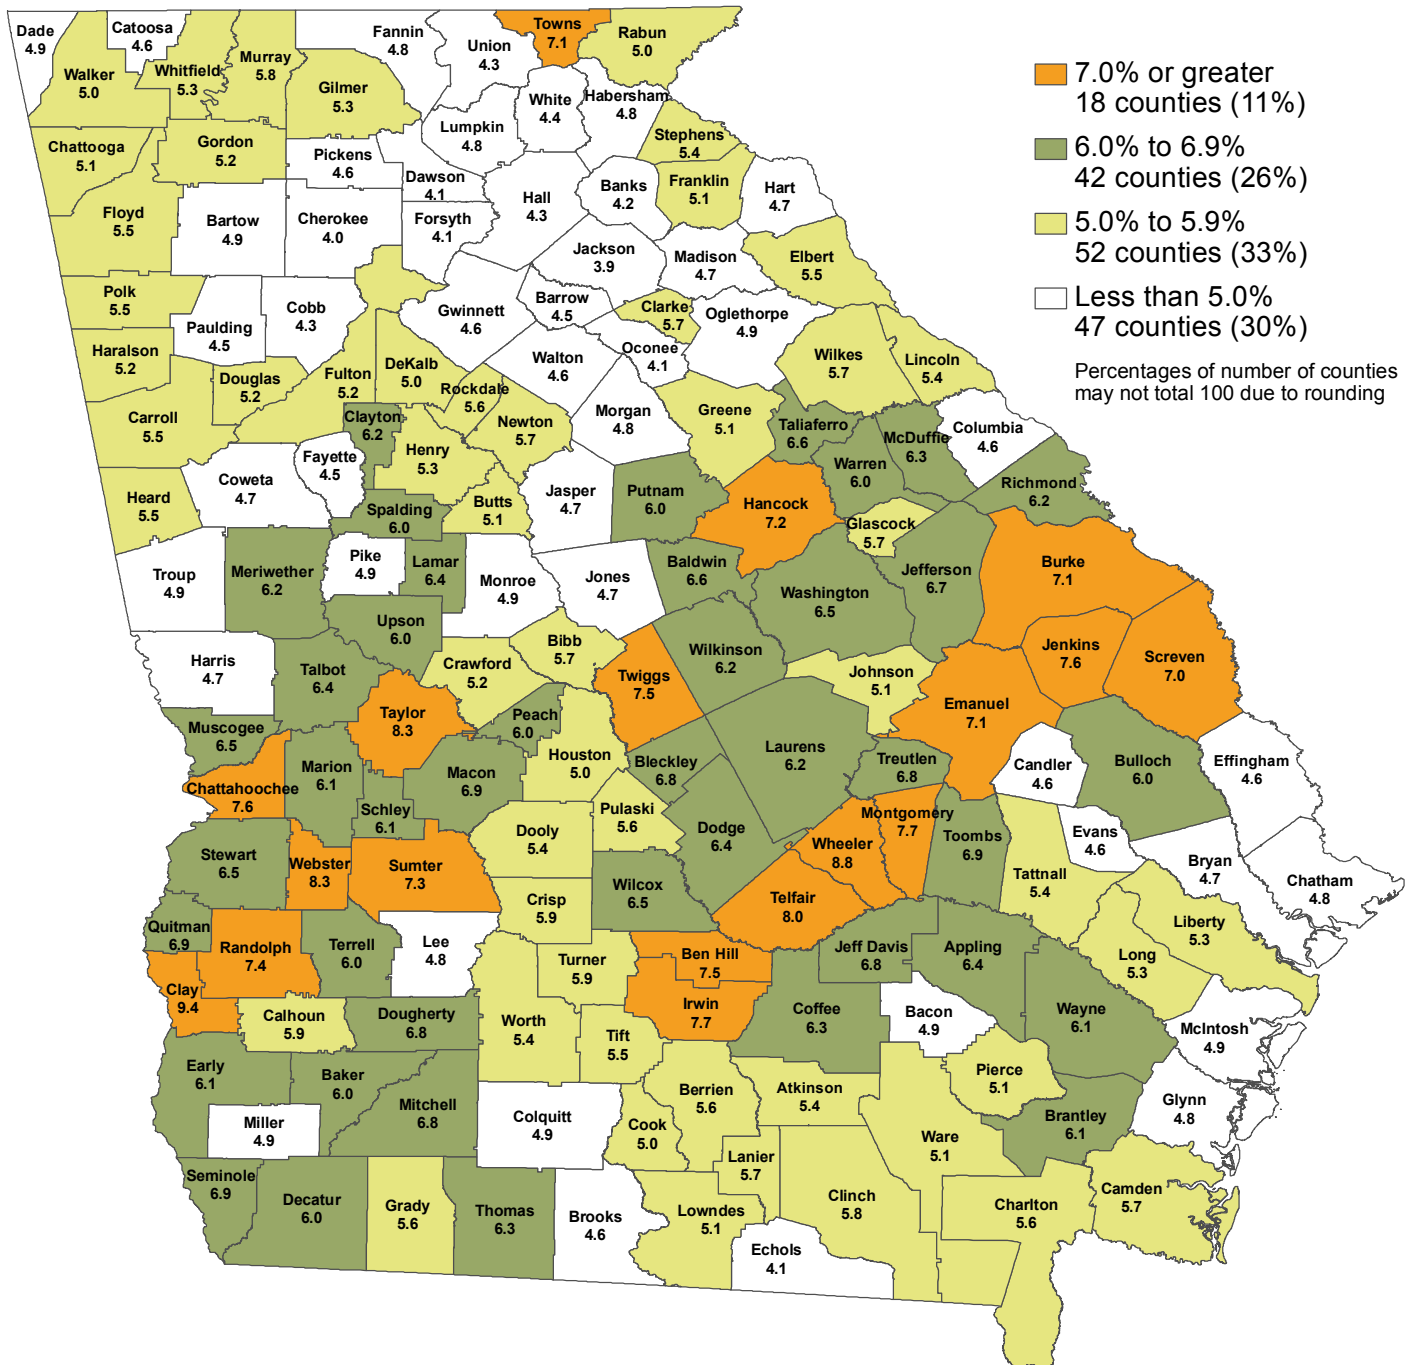 Dade
4.9
Catoosa
4.6
Fannin
4.8
Union
4.3
Towns
7.1
Rabun
5.0
Walker
5.0
Whitfield
5.3
Murray
5.8
Gilmer
5.3
White
4.4
Habersham
4.8
Lumpkin
4.8
Stephens
5.4
Chattooga
5.1
Gordon
5.2
Pickens
4.6
Dawson
4.1
Hall
4.3
Banks
4.2
Franklin
5.1
Hart
4.7
Floyd
5.5
Bartow
4.9
Cherokee
4.0
Forsyth
4.1
Jackson
3.9
Madison
4.7
Elbert
5.5
Polk
5.5
Paulding
4.5
Cobb
4.3
Gwinnett
4.6
Barrow
4.5
Clarke
5.7
Oglethorpe
4.9
Oconee
4.1
Haralson
5.2
Douglas
5.2
Fulton
5.2
DeKalb
5.0
Rockdale
5.6
Walton
4.6
Wilkes
5.7
Lincoln
5.4
Carroll
5.5
Clayton
6.2
Newton
5.7
Morgan
4.8
Greene
5.1
Taliaferro
6.6
McDuffie
6.3
Columbia
4.6
Fayette
4.5
Henry
5.3
Warren
6.0
Heard
5.5
Coweta
4.7
Spalding
6.0
Butts
5.1
Jasper
4.7
Putnam
6.0
Hancock
7.2
Glascock
5.7
Richmond
6.2
Troup
4.9
Meriwether
6.2
Pike
4.9
Lamar
6.4
Monroe
4.9
Jones
4.7
Baldwin
6.6
Washington
6.5
Jefferson
6.7
Burke
7.1
Upson
6.0
Harris
4.7
Talbot
6.4
Crawford
5.2
Bibb
5.7
Twiggs
7.5
Wilkinson
6.2
Johnson
5.1
Jenkins
7.6
Screven
7.0
Emanuel
7.1
Muscogee
6.5
Taylor
8.3
Peach
6.0
Houston
5.0
Bleckley
6.8
Laurens
6.2
Treutlen
6.8
Candler
4.6
Bulloch
6.0
Effingham
4.6
Chattahoochee
7.6
Marion
6.1
Macon
6.9
Schley
6.1
Pulaski
5.6
Dodge
6.4
Dooly
5.4
Wheeler
8.8
Montgomery
7.7
Toombs
6.9
Evans
4.6
Tattnall
5.4
Bryan
4.7
Chatham
4.8
Stewart
6.5
Webster
8.3
Sumter
7.3
Crisp
5.9
Wilcox
6.5
Telfair
8.0
Liberty
5.3
Quitman
6.9
Randolph
7.4
Terrell
6.0
Lee
4.8
Turner
5.9
Ben Hill
7.5
Jeff Davis
6.8
Appling
6.4
Long
5.3
Clay
9.4
Calhoun
5.9
Dougherty
6.8
Worth
5.4
Tift
5.5
Irwin
7.7
Coffee
6.3
Bacon
4.9
Wayne
6.1
McIntosh
4.9
Early
6.1
Baker
6.0
Mitchell
6.8
Miller
4.9
Colquitt
4.9
Cook
5.0
Berrien
5.6
Atkinson
5.4
Pierce
5.1
Brantley
6.1
Glynn
4.8
Ware
5.1
Seminole
6.9
Decatur
6.0
Grady
5.6
Thomas
6.3
Brooks
4.6
Lanier
5.7
Lowndes
5.1
Clinch
5.8
Echols
4.1
Charlton
5.6
Camden
5.7
7.0% or greater
18 counties (11%)
6.0% to 6.9%
42 counties (26%)
5.0% to 5.9%
52 counties (33%)
Less than 5.0%
47 counties (30%)
Percentages of number of counties
may not total 100 due to rounding